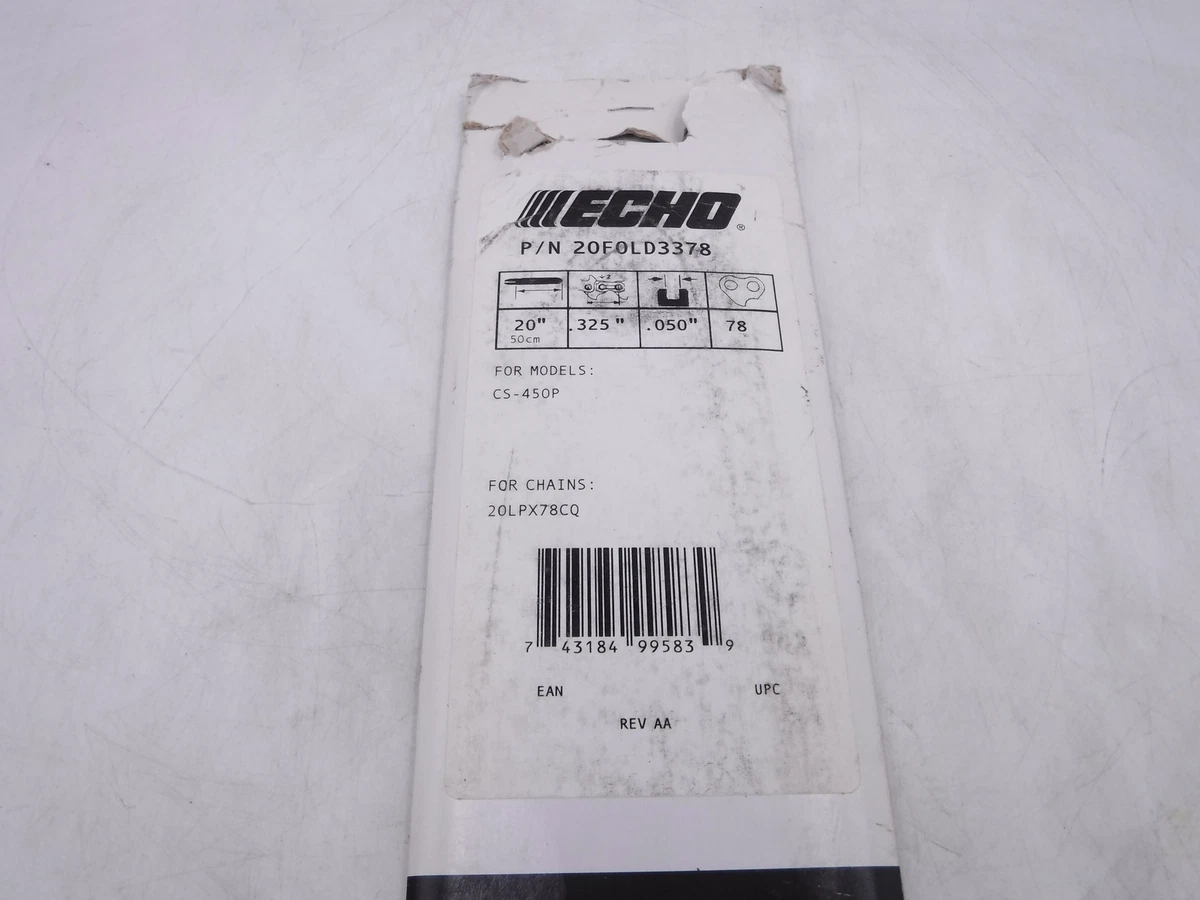 ECHO®
P/N 20F0LD3378
20" .325" .050" 78
50cm
FOR MODELS:
CS-450P
FOR CHAINS:
20LPX78CQ
7 43184 99583 9
EAN UPC
REV AA